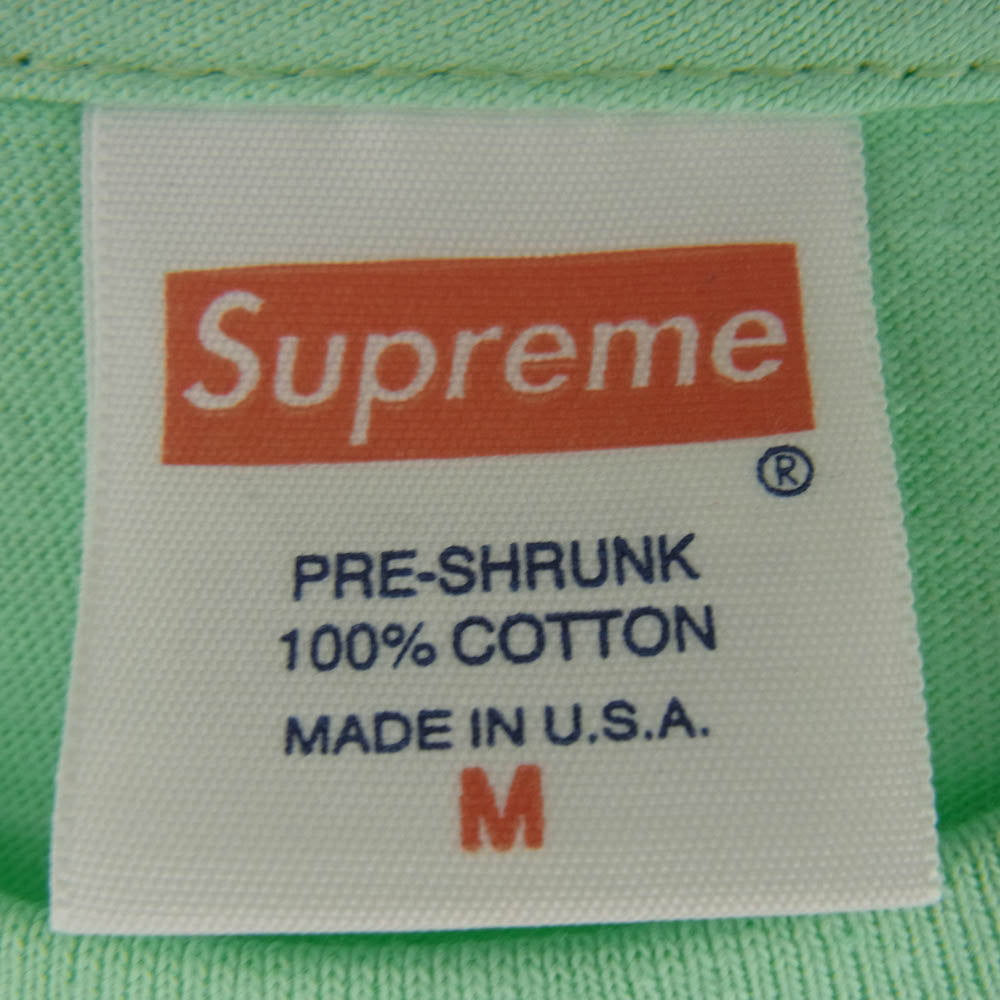 Supreme
®
PRE-SHRUNK
100% COTTON
MADE IN U.S.A.
M